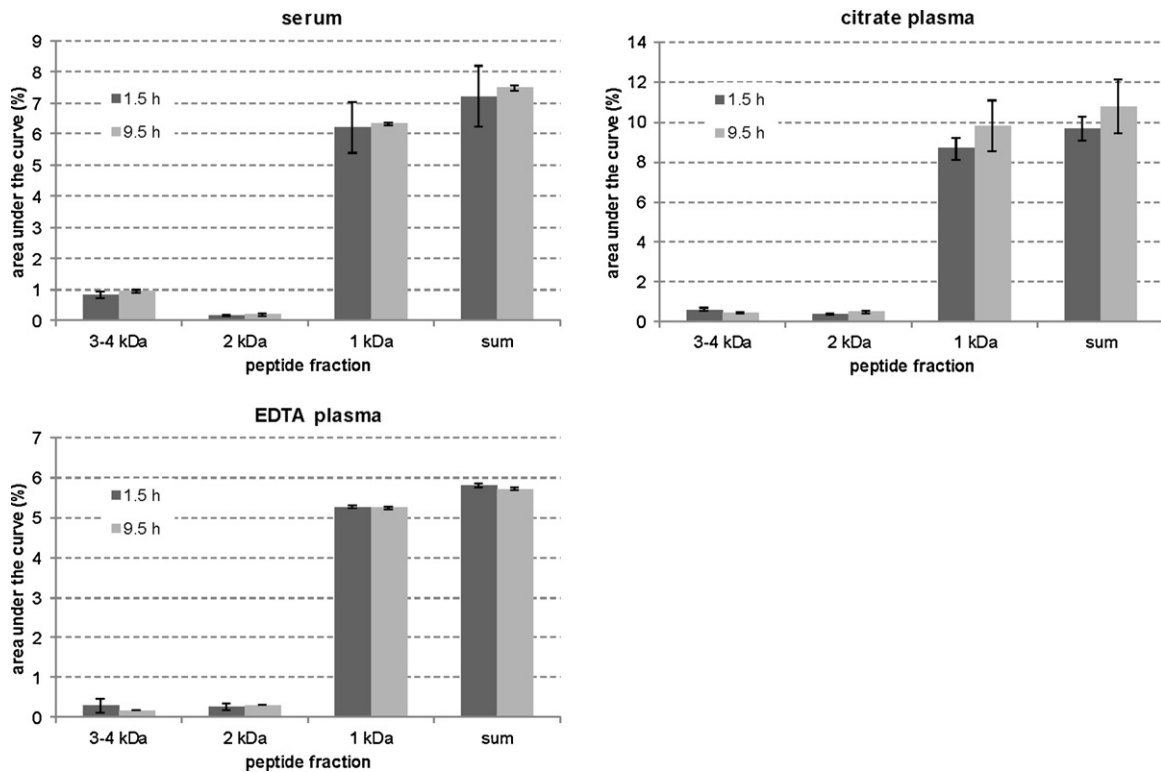 serum
area under the curve (%)
9
8
7
6
5
4
3
2
1
0
1.5 h
9.5 h
3-4 kDa 2 kDa 1 kDa sum
peptide fraction
citrate plasma
area under the curve (%)
14
12
10
8
6
4
2
0
1.5 h
9.5 h
3-4 kDa 2 kDa 1 kDa sum
peptide fraction
EDTA plasma
area under the curve (%)
7
6
5
4
3
2
1
0
1.5 h
9.5 h
3-4 kDa 2 kDa 1 kDa sum
peptide fraction